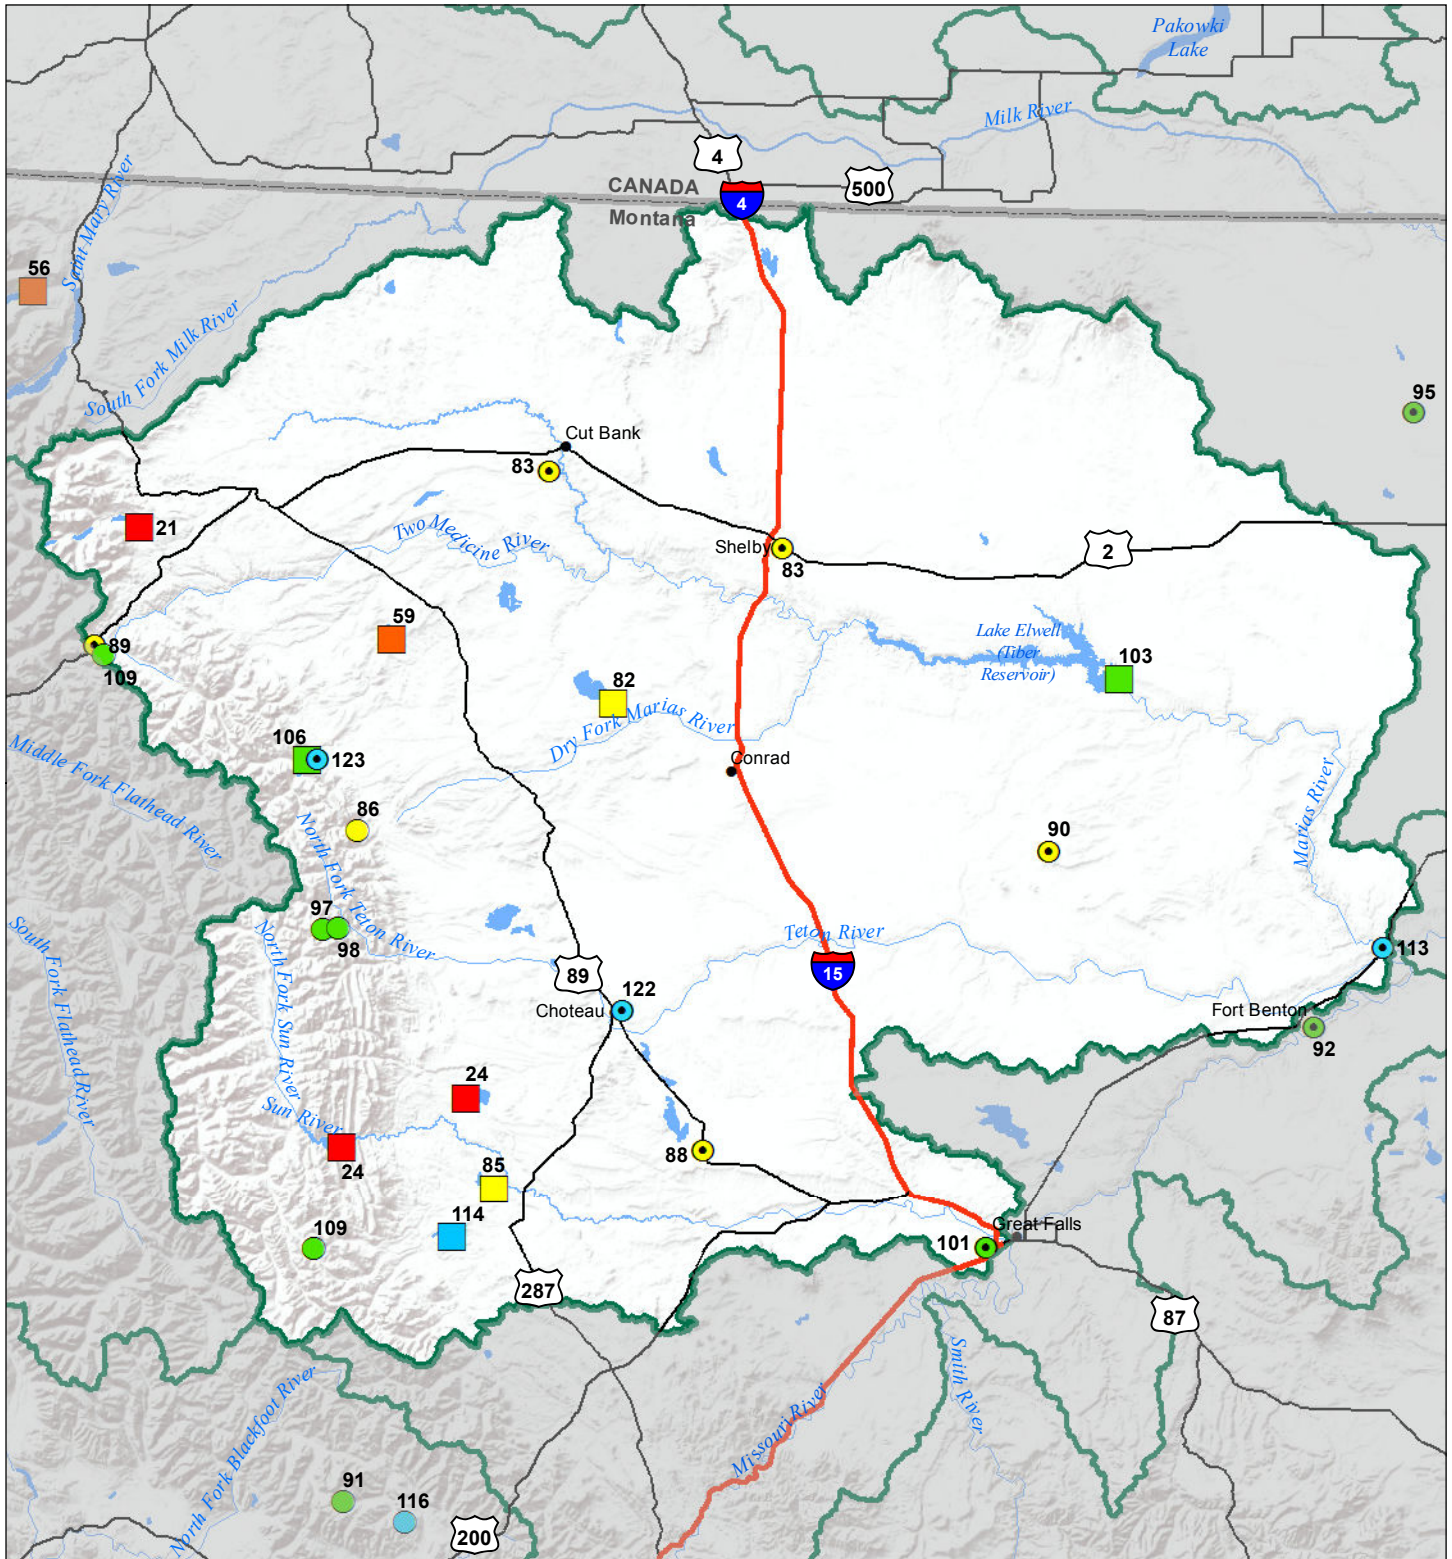 Pakowki
Lake
Milk River
4
500
CANADA
4
Montana
Saint Mary River
56
South Fork Milk River
95
Cut Bank
83
21
Two Medicine River
Shelby
83
2
59
89
109
Lake Elwell
(Tiber
Reservoir)
103
82
Dry Fork Marias River
106
123
Conrad
Middle Fork Flathead River
86
90
Marias River
North Fork Teton River
97
98
Teton River
South Fork Flathead River
North Fork Sun River
89
15
113
122
Choteau
Fort Benton
92
24
Sun River
24
88
85
114
109
Great Falls
101
287
87
Smith River
Missouri River
North Fork Blackfoot River
91
116
200